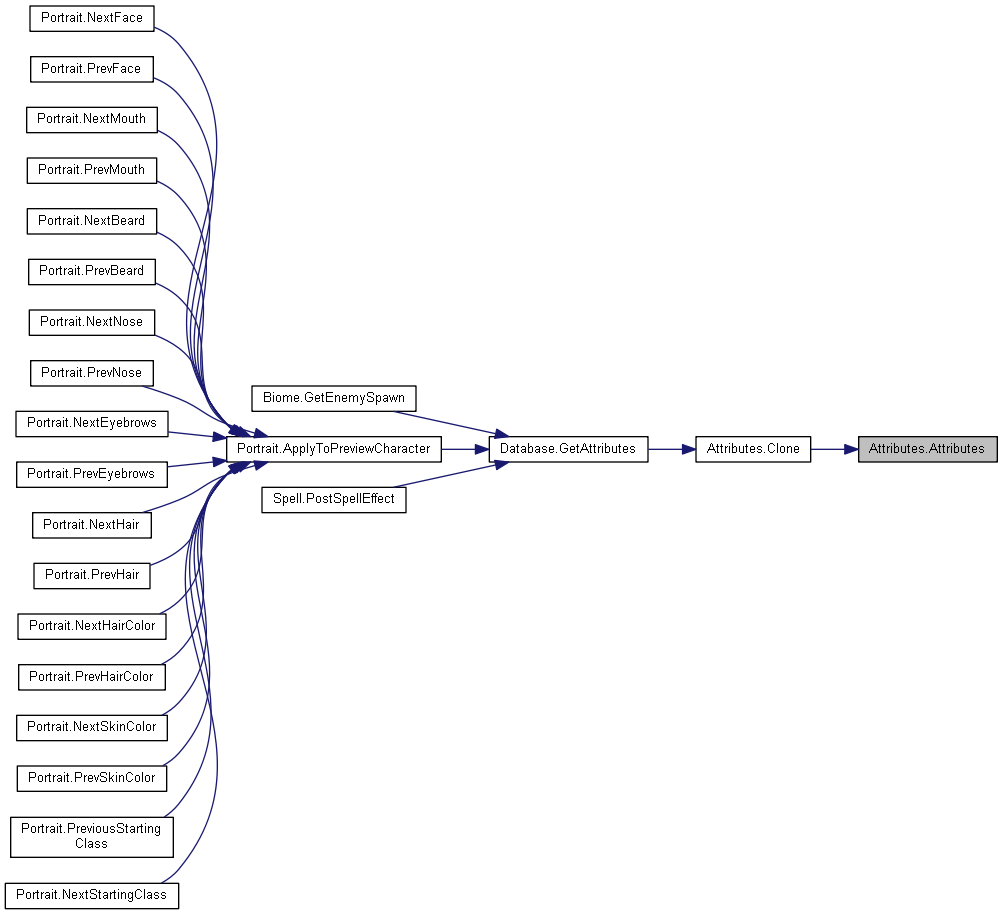 Portrait.NextFace
Portrait.PrevFace
Portrait.NextMouth
Portrait.PrevMouth
Portrait.NextBeard
Portrait.PrevBeard
Portrait.NextNose
Portrait.PrevNose
Biome.GetEnemySpawn
Portrait.NextEyebrows
Portrait.ApplyToPreviewCharacter
Database.GetAttributes
Attributes.Clone
Attributes.Attributes
Portrait.PrevEyebrows
Spell.PostSpellEffect
Portrait.NextHair
Portrait.PrevHair
Portrait.NextHairColor
Portrait.PrevHairColor
Portrait.NextSkinColor
Portrait.PrevSkinColor
Portrait.PreviousStarting
Class
Portrait.NextStartingClass